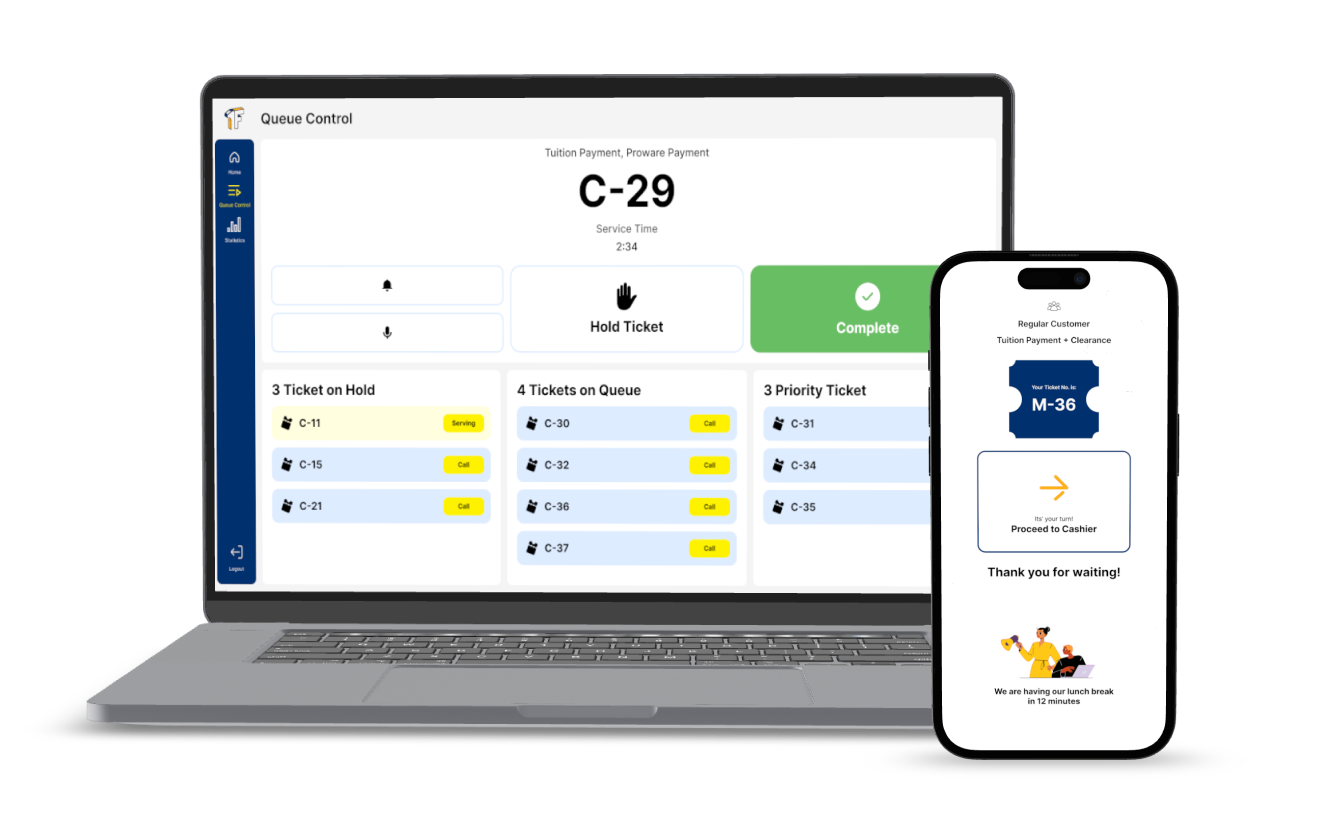 Queue Control
Home
Queue Control
Statistics
Logout
Tuition Payment, Proware Payment
C-29
Service Time
2:34
Hold Ticket
Complete
3 Ticket on Hold
C-11 Serving
C-15 Call
C-21 Call
4 Tickets on Queue
C-30 Call
C-32 Call
C-36 Call
C-37 Call
3 Priority Ticket
C-31
C-34
C-35
Regular Customer
Tuition Payment + Clearance
Your Ticket No. is:
M-36
Its' your turn!
Proceed to Cashier
Thank you for waiting!
We are having our lunch break
in 12 minutes